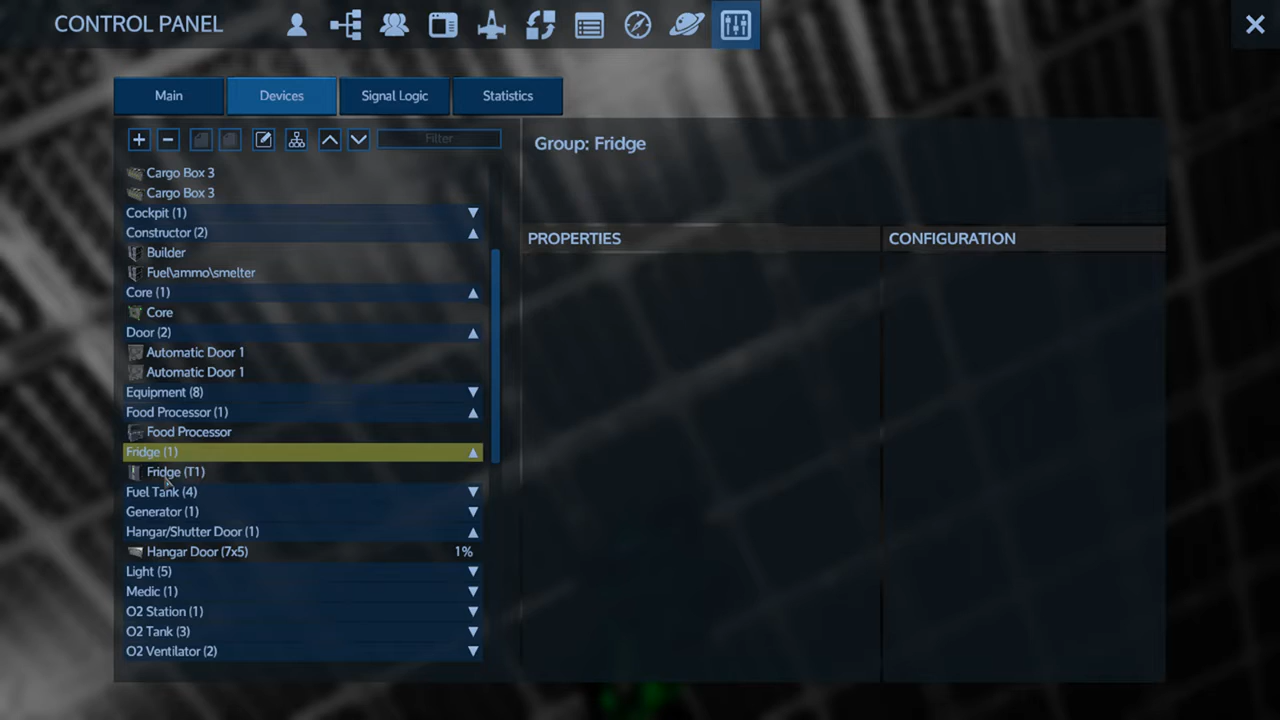 CONTROL PANEL
Main
Devices
Signal Logic
Statistics
Filter
Cargo Box 3
Cargo Box 3
Cockpit (1)
Constructor (2)
Builder
Fuel\ammo\smelter
Core (1)
Core
Door (2)
Automatic Door 1
Automatic Door 1
Equipment (8)
Food Processor (1)
Food Processor
Fridge (1)
Fridge (T1)
Fuel Tank (4)
Generator (1)
Hangar/Shutter Door (1)
Hangar Door (7x5) 1%
Light (5)
Medic (1)
O2 Station (1)
O2 Tank (3)
O2 Ventilator (2)
Group: Fridge
PROPERTIES
CONFIGURATION